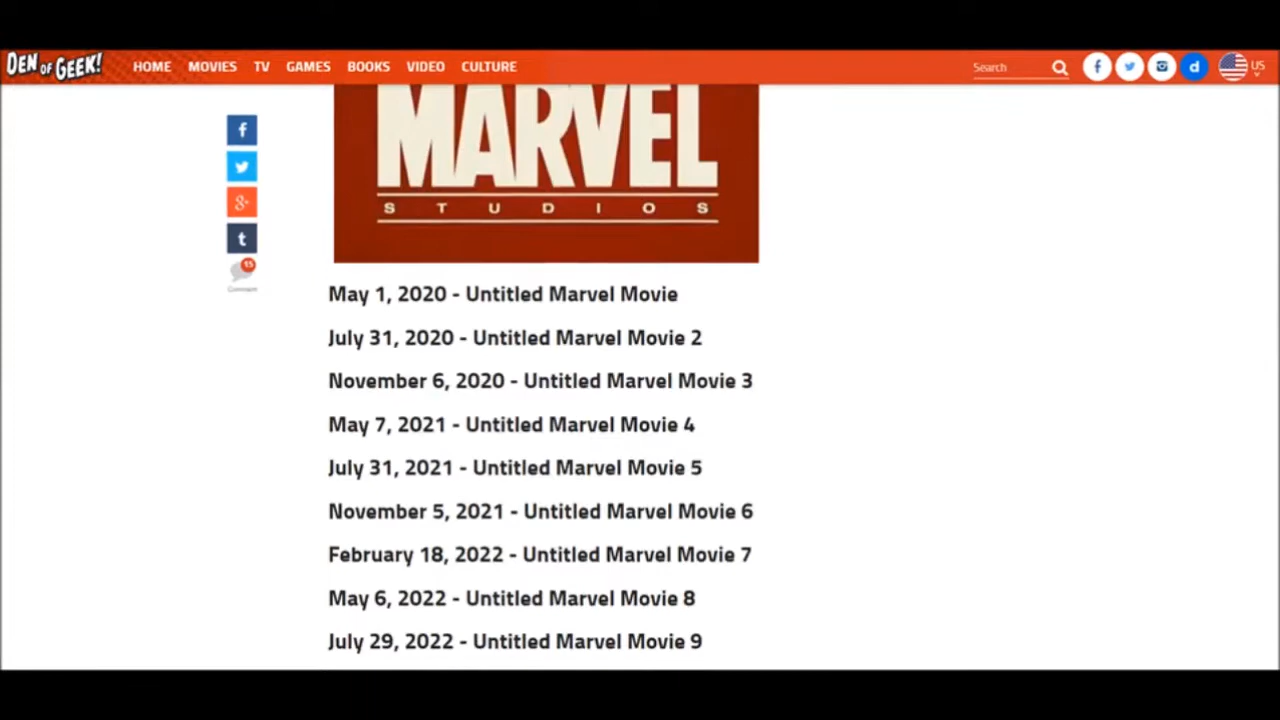 DEN OF GEEK!
HOME MOVIES TV GAMES BOOKS VIDEO CULTURE
Search
US
MARVEL
STUDIOS
15
Comment
May 1, 2020 - Untitled Marvel Movie
July 31, 2020 - Untitled Marvel Movie 2
November 6, 2020 - Untitled Marvel Movie 3
May 7, 2021 - Untitled Marvel Movie 4
July 31, 2021 - Untitled Marvel Movie 5
November 5, 2021 - Untitled Marvel Movie 6
February 18, 2022 - Untitled Marvel Movie 7
May 6, 2022 - Untitled Marvel Movie 8
July 29, 2022 - Untitled Marvel Movie 9